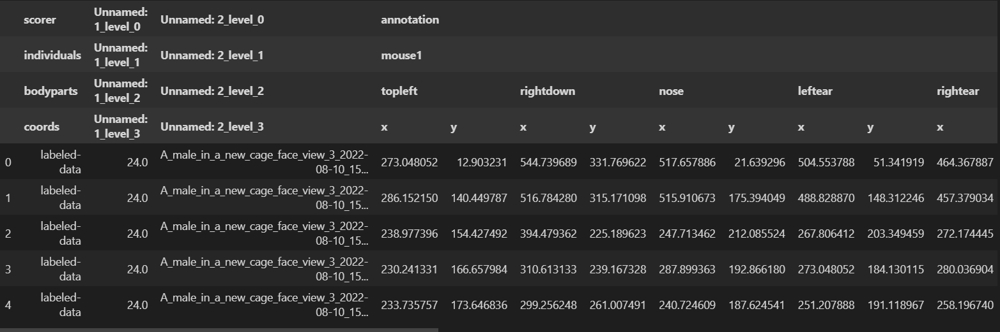 scorer Unnamed: 1_level_0 Unnamed: 2_level_0 annotation
individuals Unnamed: 1_level_1 Unnamed: 2_level_1 mouse1
bodyparts Unnamed: 1_level_2 Unnamed: 2_level_2 topleft rightdown nose leftear rightear
coords Unnamed: 1_level_3 Unnamed: 2_level_3 x y x y x y x y x
0 labeled-data 24.0 A_male_in_a_new_cage_face_view_3_2022-08-10_15... 273.048052 12.903231 544.739689 331.769622 517.657886 21.639296 504.553788 51.341919 464.367887
1 labeled-data 24.0 A_male_in_a_new_cage_face_view_3_2022-08-10_15... 286.152150 140.449787 516.784280 315.171098 515.910673 175.394049 488.828870 148.312246 457.379034
2 labeled-data 24.0 A_male_in_a_new_cage_face_view_3_2022-08-10_15... 238.977396 154.427492 394.479362 225.189623 247.713462 212.085524 267.806412 203.349459 272.174445
3 labeled-data 24.0 A_male_in_a_new_cage_face_view_3_2022-08-10_15... 230.241331 166.657984 310.613133 239.167328 287.899363 192.866180 273.048052 184.130115 280.036904
4 labeled-data 24.0 A_male_in_a_new_cage_face_view_3_2022-08-10_15... 233.735757 173.646836 299.256248 261.007491 240.724609 187.624541 251.207888 191.118967 258.196740